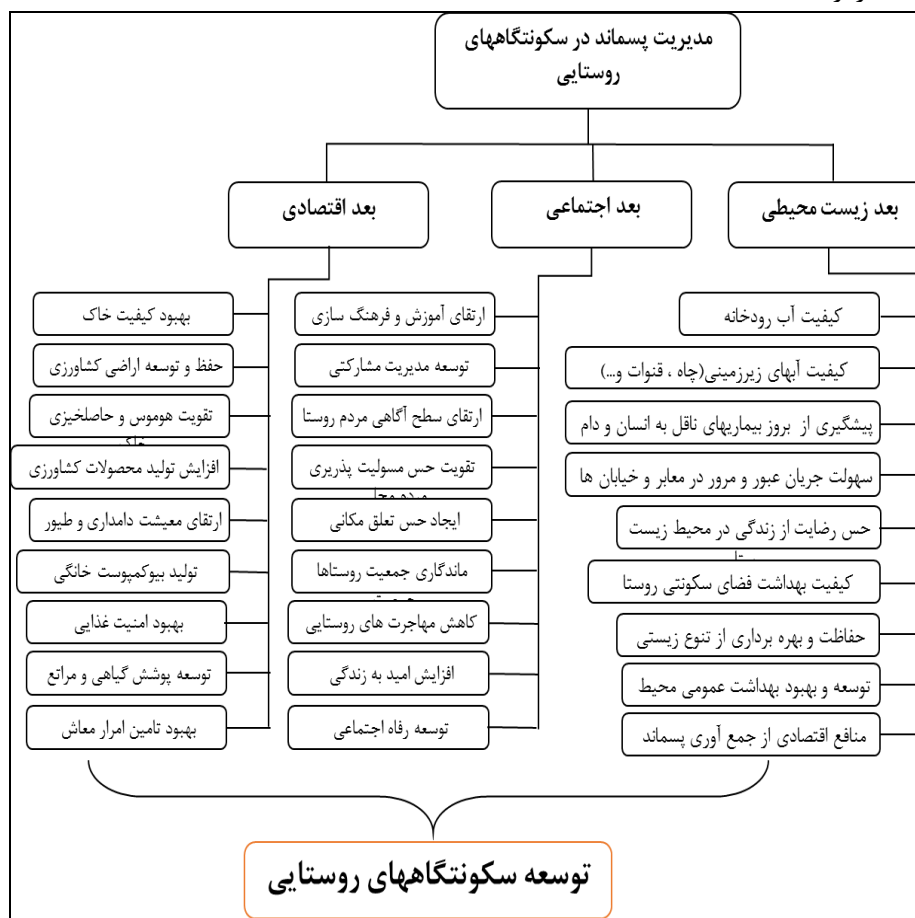 مدیریت پسماند در سکونتگاههای
روستایی
بعد زیست محیطی
بعد اجتماعی
بعد اقتصادی
کیفیت آب رودخانه
کیفیت آبهای زیرزمینی(چاه ، قنوات و...)
پیشگیری از بروز بیماریهای ناقل به انسان و دام
سهولت جریان عبور و مرور در معابر و خیابان ها
حس رضایت از زندگی در محیط زیست
کیفیت بهداشت فضای سکونتی روستا
حفاظت و بهره برداری از تنوع زیستی
توسعه و بهبود بهداشت عمومی محیط
منافع اقتصادی از جمع آوری پسماند
ارتقای آموزش و فرهنگ سازی
توسعه مدیریت مشارکتی
ارتقای سطح آگاهی مردم روستا
تقویت حس مسولیت پذریری
ایجاد حس تعلق مکانی
ماندگاری جمعیت روستاها
کاهش مهاجرت های روستایی
افزایش امید به زندگی
توسعه رفاه اجتماعی
بهبود کیفیت خاک
حفظ و توسعه اراضی کشاورزی
تقویت هوموس و حاصلخیزی
افزایش تولید محصولات کشاورزی
ارتقای معیشت دامداری و طیور
تولید بیوکمپوست خانگی
بهبود امنیت غذایی
توسعه پوشش گیاهی و مراتع
بهبود تامین امرار معاش
توسعه سکونتگاههای روستایی